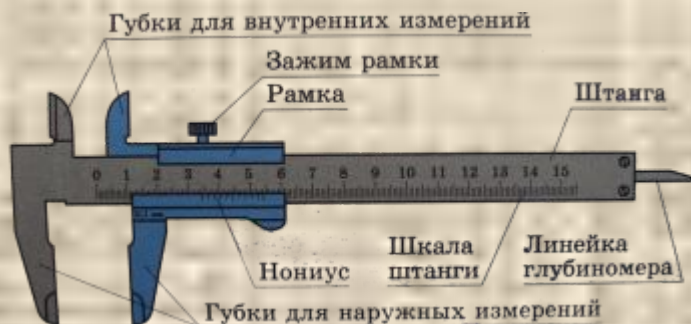 Губки для внутренних измерений
Зажим рамки
Рамка
Штанга
0 1 2 3 4 5 6 7 8 9 10 11 12 13 14 15
Нониус
Шкала
штанги
Линейка
глубиномера
Губки для наружных измерений